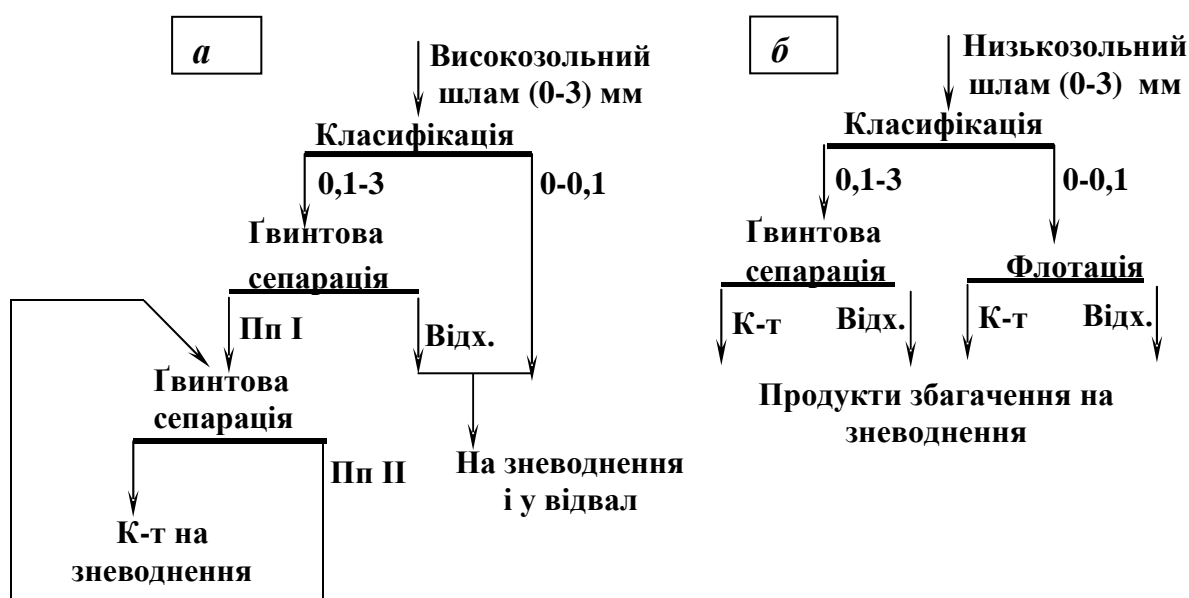 а
Високозольний
шлам (0-3) мм
Класифікація
0,1-3
0-0,1
Ґвинтова
сепарація
Пп I
Відх.
Ґвинтова
сепарація
Пп II
На зневоднення
і у відвал
К-т на
зневоднення
б
Низькозольний
шлам (0-3) мм
Класифікація
0,1-3
0-0,1
Ґвинтова
сепарація
Флотація
К-т
Відх.
К-т
Відх.
Продукти збагачення на
зневоднення